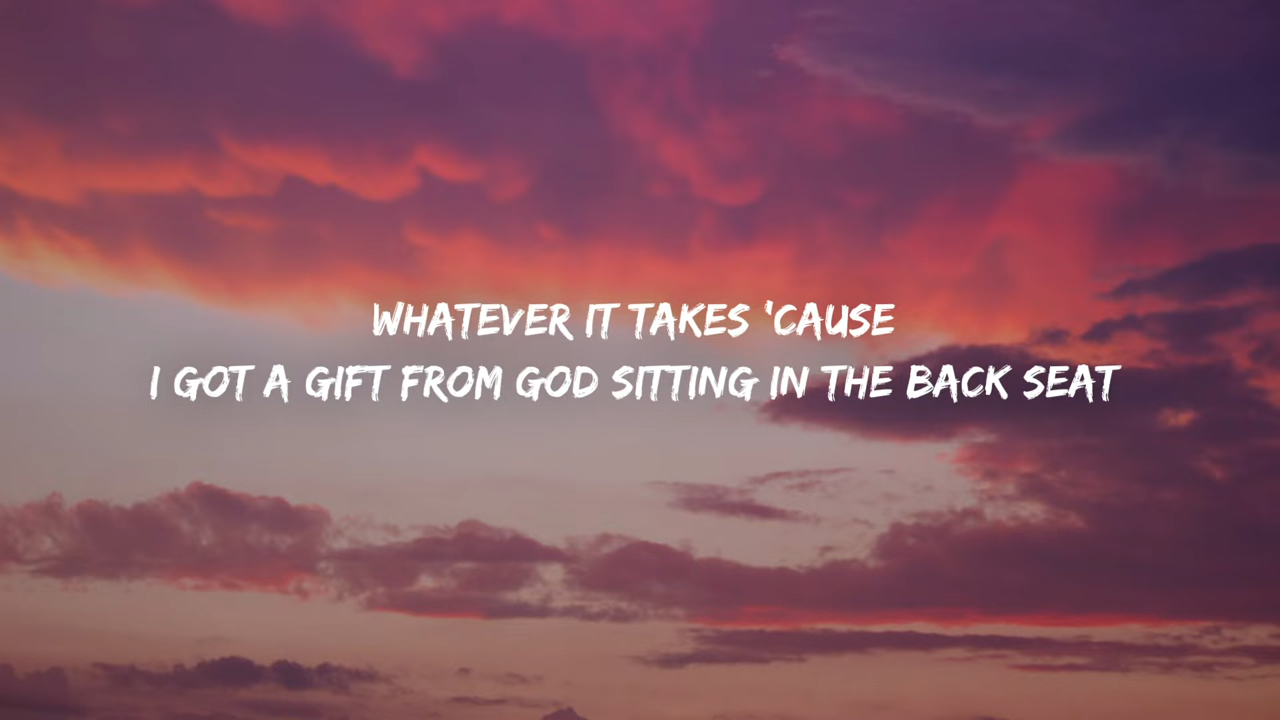 WHATEVER IT TAKES 'CAUSE
I GOT A GIFT FROM GOD SITTING IN THE BACK SEAT